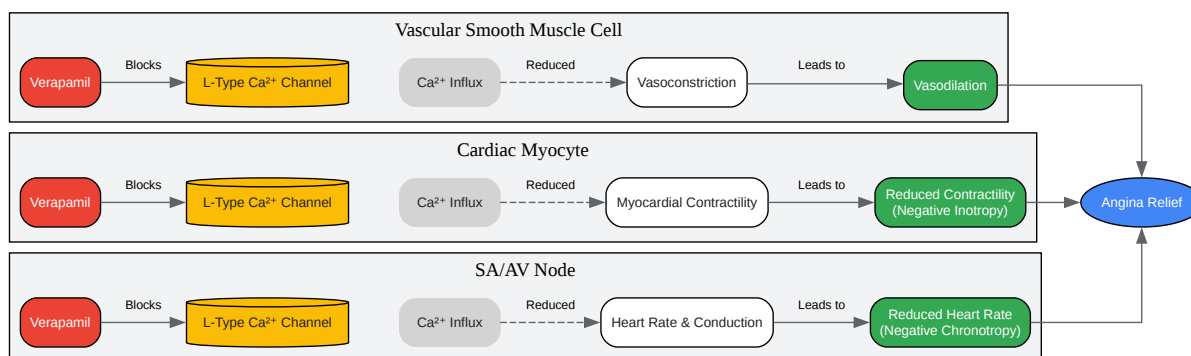 Vascular Smooth Muscle Cell
Verapamil
Blocks
L-Type Ca²⁺ Channel
Ca²⁺ Influx
Reduced
Vasoconstriction
Leads to
Vasodilation
Cardiac Myocyte
Verapamil
Blocks
L-Type Ca²⁺ Channel
Ca²⁺ Influx
Reduced
Myocardial Contractility
Leads to
Reduced Contractility
(Negative Inotropy)
Angina Relief
SA/AV Node
Verapamil
Blocks
L-Type Ca²⁺ Channel
Ca²⁺ Influx
Reduced
Heart Rate & Conduction
Leads to
Reduced Heart Rate
(Negative Chronotropy)